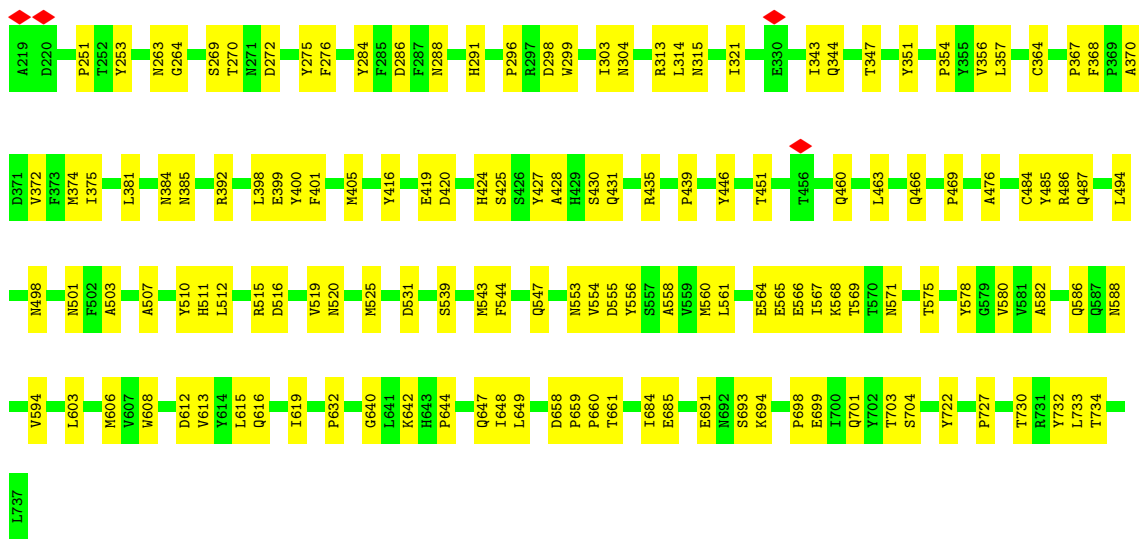 A219 D220 P251 T252 Y253 N263 G264 S269 T270 N271 D272 Y275 F276 Y284 F285 D286 F287 N288 H291 P296 R297 D298 W299 I303 N304 R313 L314 N315 I321 E330 I343 Q344 T347 Y351 P354 Y355 V356 L357 C364 P367 F368 P369 A370
D371 V372 F373 M374 I375 L381 N384 N385 R392 L398 E399 Y400 F401 M405 Y416 E419 D420 H424 S425 S426 Y427 A428 H429 S430 Q431 R435 P439 Y446 T451 T456 Q460 L463 Q466 P469 A476 C484 Y485 R486 Q487 L494
N498 N501 F502 A503 A507 Y510 H511 L512 R515 D516 V519 N520 M525 D531 S539 M543 F544 Q547 N553 V554 D555 Y556 S557 A558 V559 M560 L561 E564 E565 E566 I567 K568 T569 T570 N571 T575 Y578 G579 V580 V581 A582 Q586 Q587 N588
V594 L603 M606 V607 W608 D612 V613 Y614 L615 Q616 I619 P632 G640 L641 K642 H643 P644 Q647 I648 L649 D658 P659 P660 T661 I684 E685 E691 N692 S693 K694 P698 E699 I700 Q701 Y702 T703 S704 Y722 P727 T730 R731 Y732 L733 T734
L737